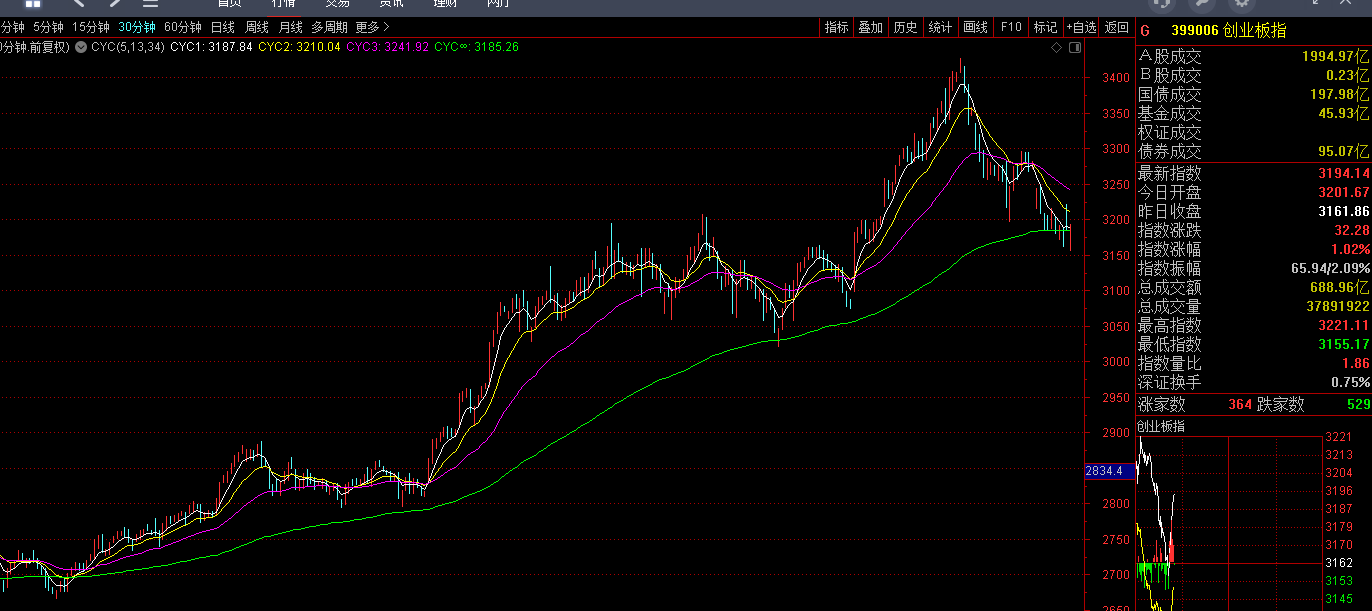 首页 行情 交易 资讯 理财 网厅
分钟 5分钟 15分钟 30分钟 60分钟 日线 周线 月线 多周期 更多>
指标 叠加 历史 统计 画线 F10 标记 +自选 返回
分钟.前复权) CYC(5,13,34) CYC1: 3187.84 CYC2: 3210.04 CYC3: 3241.92 CYC∞: 3185.26
3400
3350
3300
3250
3200
3150
3100
3050
3000
2950
2900
2834.4
2800
2750
2700
2650
G 399006 创业板指
A股成交 1994.97亿
B股成交 0.23亿
国债成交 197.98亿
基金成交 45.93亿
权证成交
债券成交 95.07亿
最新指数 3194.14
今日开盘 3201.67
昨日收盘 3161.86
指数涨跌 32.28
指数涨幅 1.02%
指数振幅 65.94/2.09%
总成交额 688.96亿
总成交量 37891922
最高指数 3221.11
最低指数 3155.17
指数量比 1.86
深证换手 0.75%
涨家数 364 跌家数 529
创业板指
3221
3213
3204
3196
3187
3179
3170
3162
3153
3145